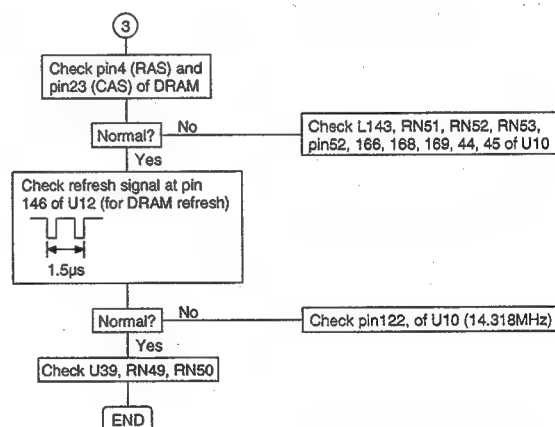 3
Check pin4 (RAS) and
pin23 (CAS) of DRAM
Normal?
No
Check L143, RN51, RN52, RN53,
pin52, 166, 168, 169, 44, 45 of U10
Yes
Check refresh signal at pin
146 of U12 (for DRAM refresh)
1.5µs
Normal?
No
Check pin122, of U10 (14.318MHz)
Yes
Check U39, RN49, RN50
END